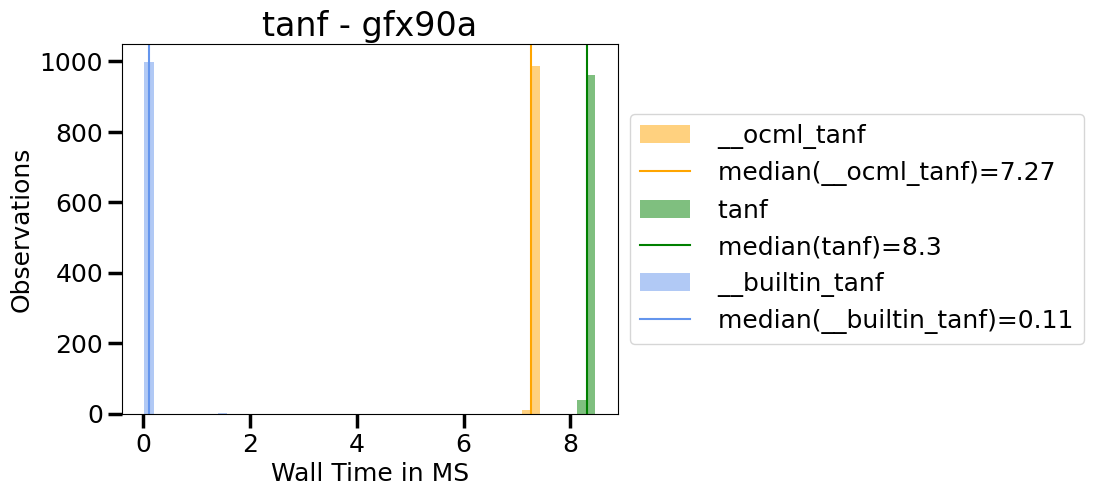 tanf - gfx90a
1000
800
600
400
200
0
Observations
0 2 4 6 8
Wall Time in MS
__ocml_tanf
median(__ocml_tanf)=7.27
tanf
median(tanf)=8.3
__builtin_tanf
median(__builtin_tanf)=0.11